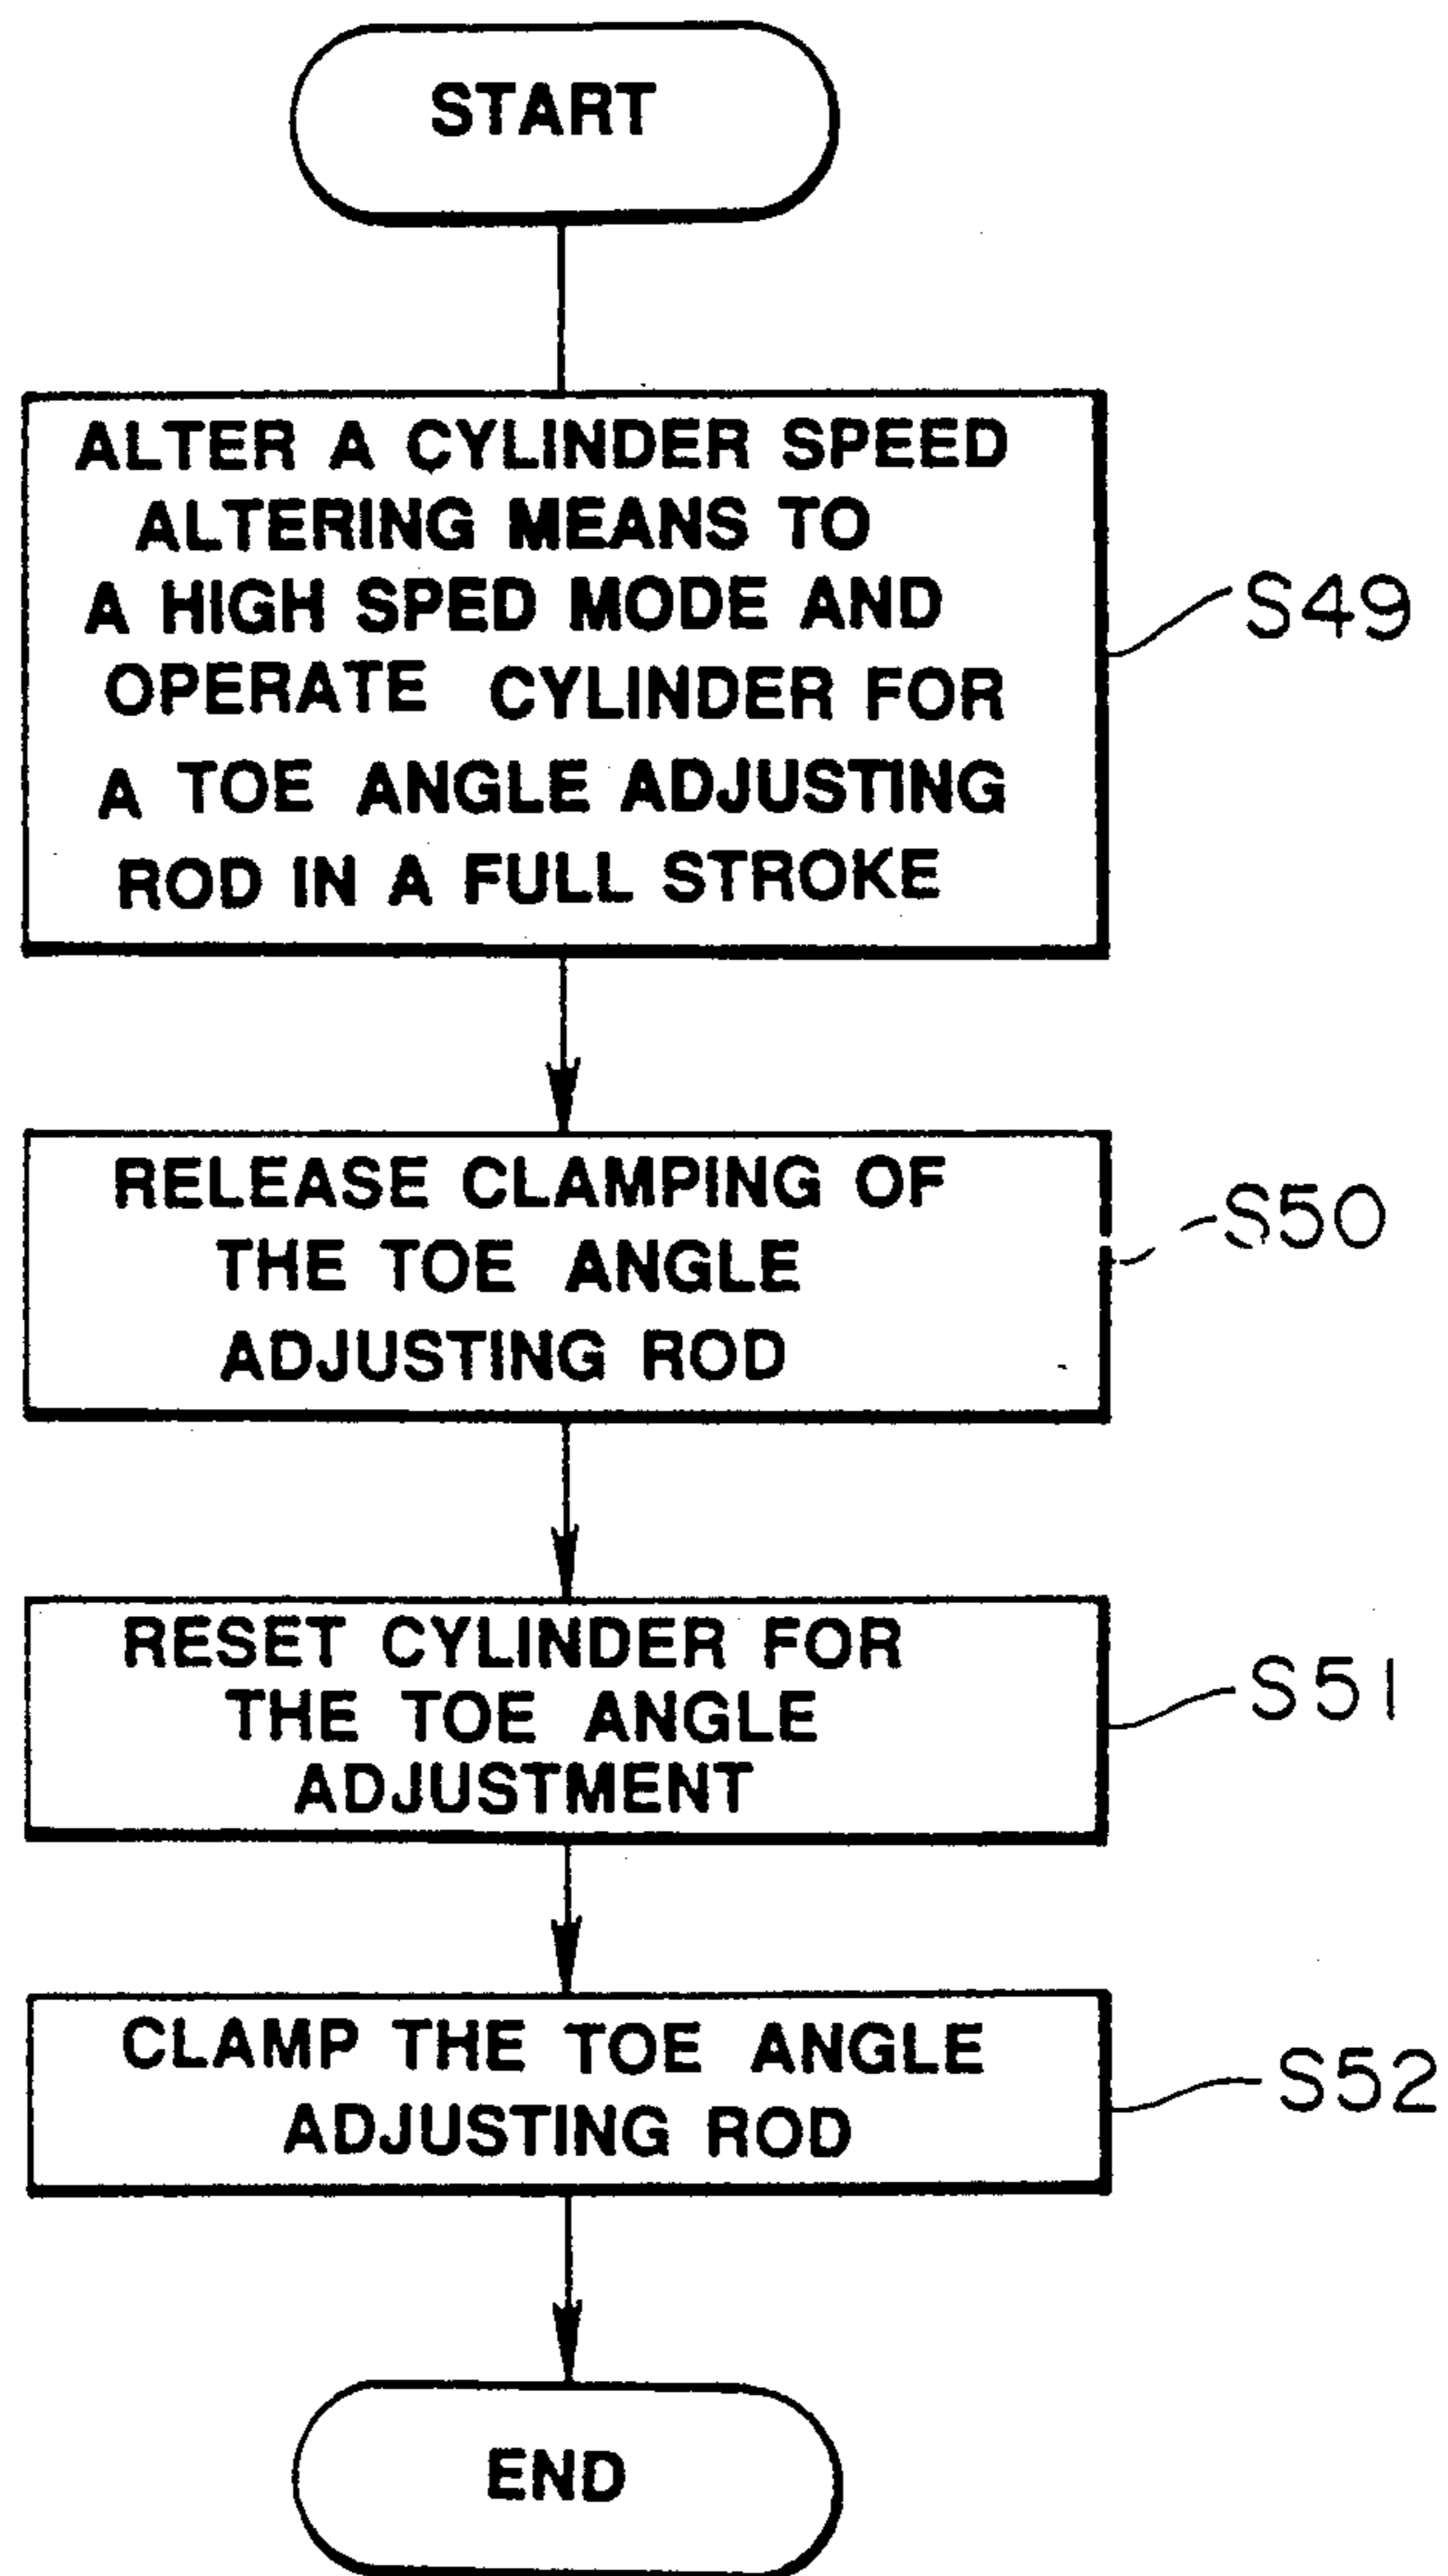 START
ALTER A CYLINDER SPEED
ALTERING MEANS TO
A HIGH SPED MODE AND
OPERATE CYLINDER FOR
A TOE ANGLE ADJUSTING
ROD IN A FULL STROKE
S49
RELEASE CLAMPING OF
THE TOE ANGLE
ADJUSTING ROD
S50
RESET CYLINDER FOR
THE TOE ANGLE
ADJUSTMENT
S51
CLAMP THE TOE ANGLE
ADJUSTING ROD
S52
END